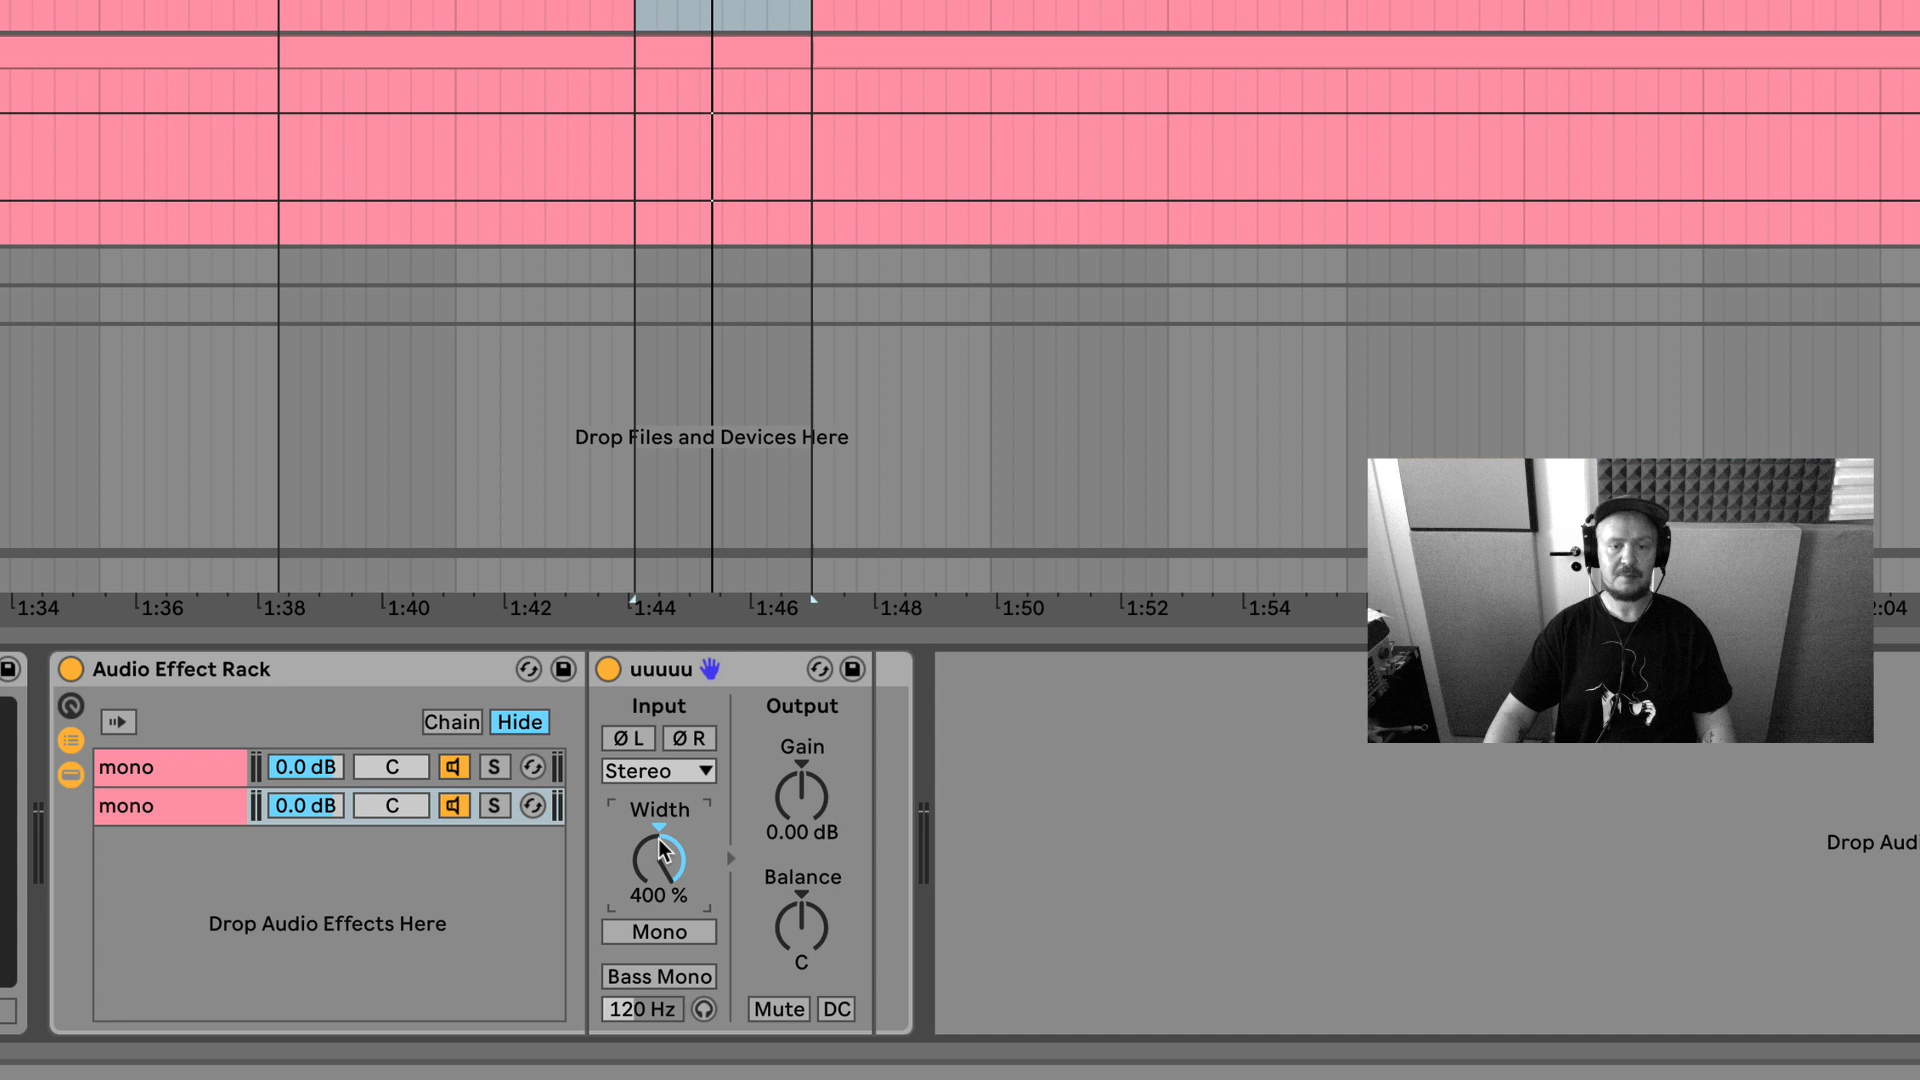 Drop Files and Devices Here
1:34 1:36 1:38 1:40 1:42 1:44 1:46 1:48 1:50 1:52 1:54 2:04
Audio Effect Rack
Chain Hide
mono 0.0 dB C S
mono 0.0 dB C S
Drop Audio Effects Here
uuuuu
Input
Ø L Ø R
Stereo
Width
400 %
Mono
Bass Mono
120 Hz
Output
Gain
0.00 dB
Balance
C
Mute DC
Drop Aud